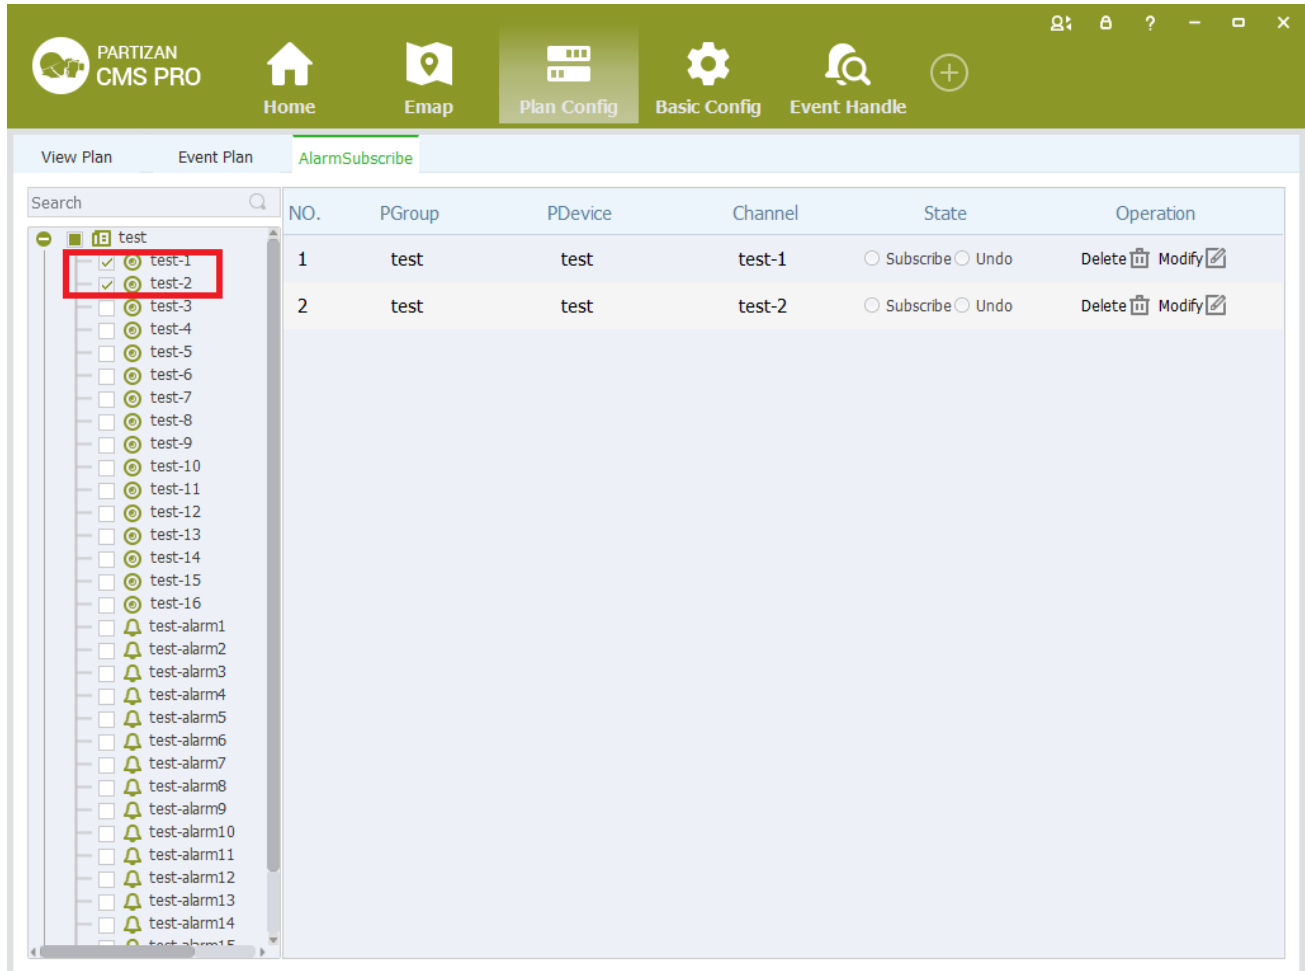 PARTIZAN
CMS PRO
Home
Emap
Plan Config
Basic Config
Event Handle
?
View Plan
Event Plan
AlarmSubscribe
Search
test
test-1
test-2
test-3
test-4
test-5
test-6
test-7
test-8
test-9
test-10
test-11
test-12
test-13
test-14
test-15
test-16
test-alarm1
test-alarm2
test-alarm3
test-alarm4
test-alarm5
test-alarm6
test-alarm7
test-alarm8
test-alarm9
test-alarm10
test-alarm11
test-alarm12
test-alarm13
test-alarm14
test-alarm15
NO. PGroup PDevice Channel State Operation
1 test test test-1 Subscribe Undo Delete Modify
2 test test test-2 Subscribe Undo Delete Modify